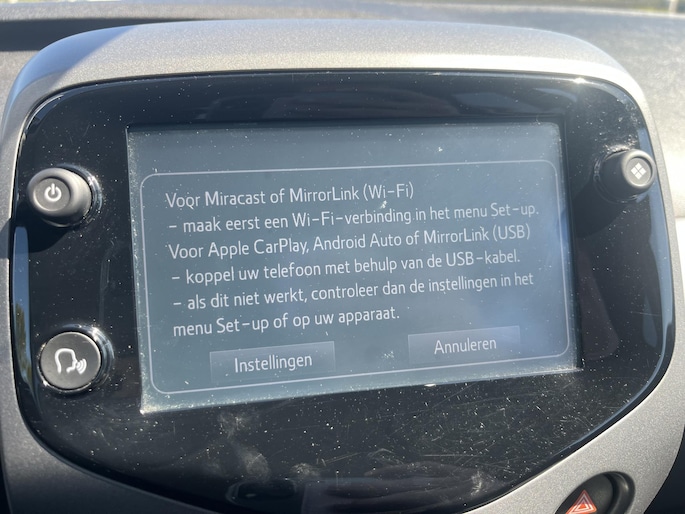 Voor Miracast of MirrorLink (Wi-Fi)
- maak eerst een Wi-Fi-verbinding in het menu Set-up.
Voor Apple CarPlay, Android Auto of MirrorLink (USB)
- koppel uw telefoon met behulp van de USB-kabel.
- als dit niet werkt, controleer dan de instellingen in het
menu Set-up of op uw apparaat.
Instellingen
Annuleren